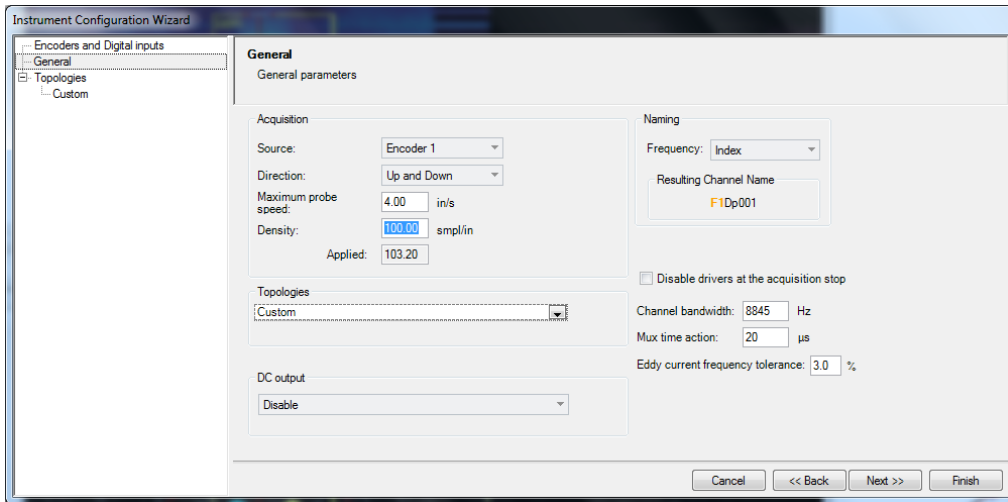 Instrument Configuration Wizard
Encoders and Digital inputs
General
Topologies
Custom
General
General parameters
Acquisition
Source: Encoder 1
Direction: Up and Down
Maximum probe
speed: 4.00 in/s
Density: 100.00 smpl/in
Applied: 103.20
Topologies
Custom
DC output
Disable
Naming
Frequency: Index
Resulting Channel Name
F1Dp001
Disable drivers at the acquisition stop
Channel bandwidth: 8845 Hz
Mux time action: 20 µs
Eddy current frequency tolerance: 3.0 %
Cancel << Back Next >> Finish